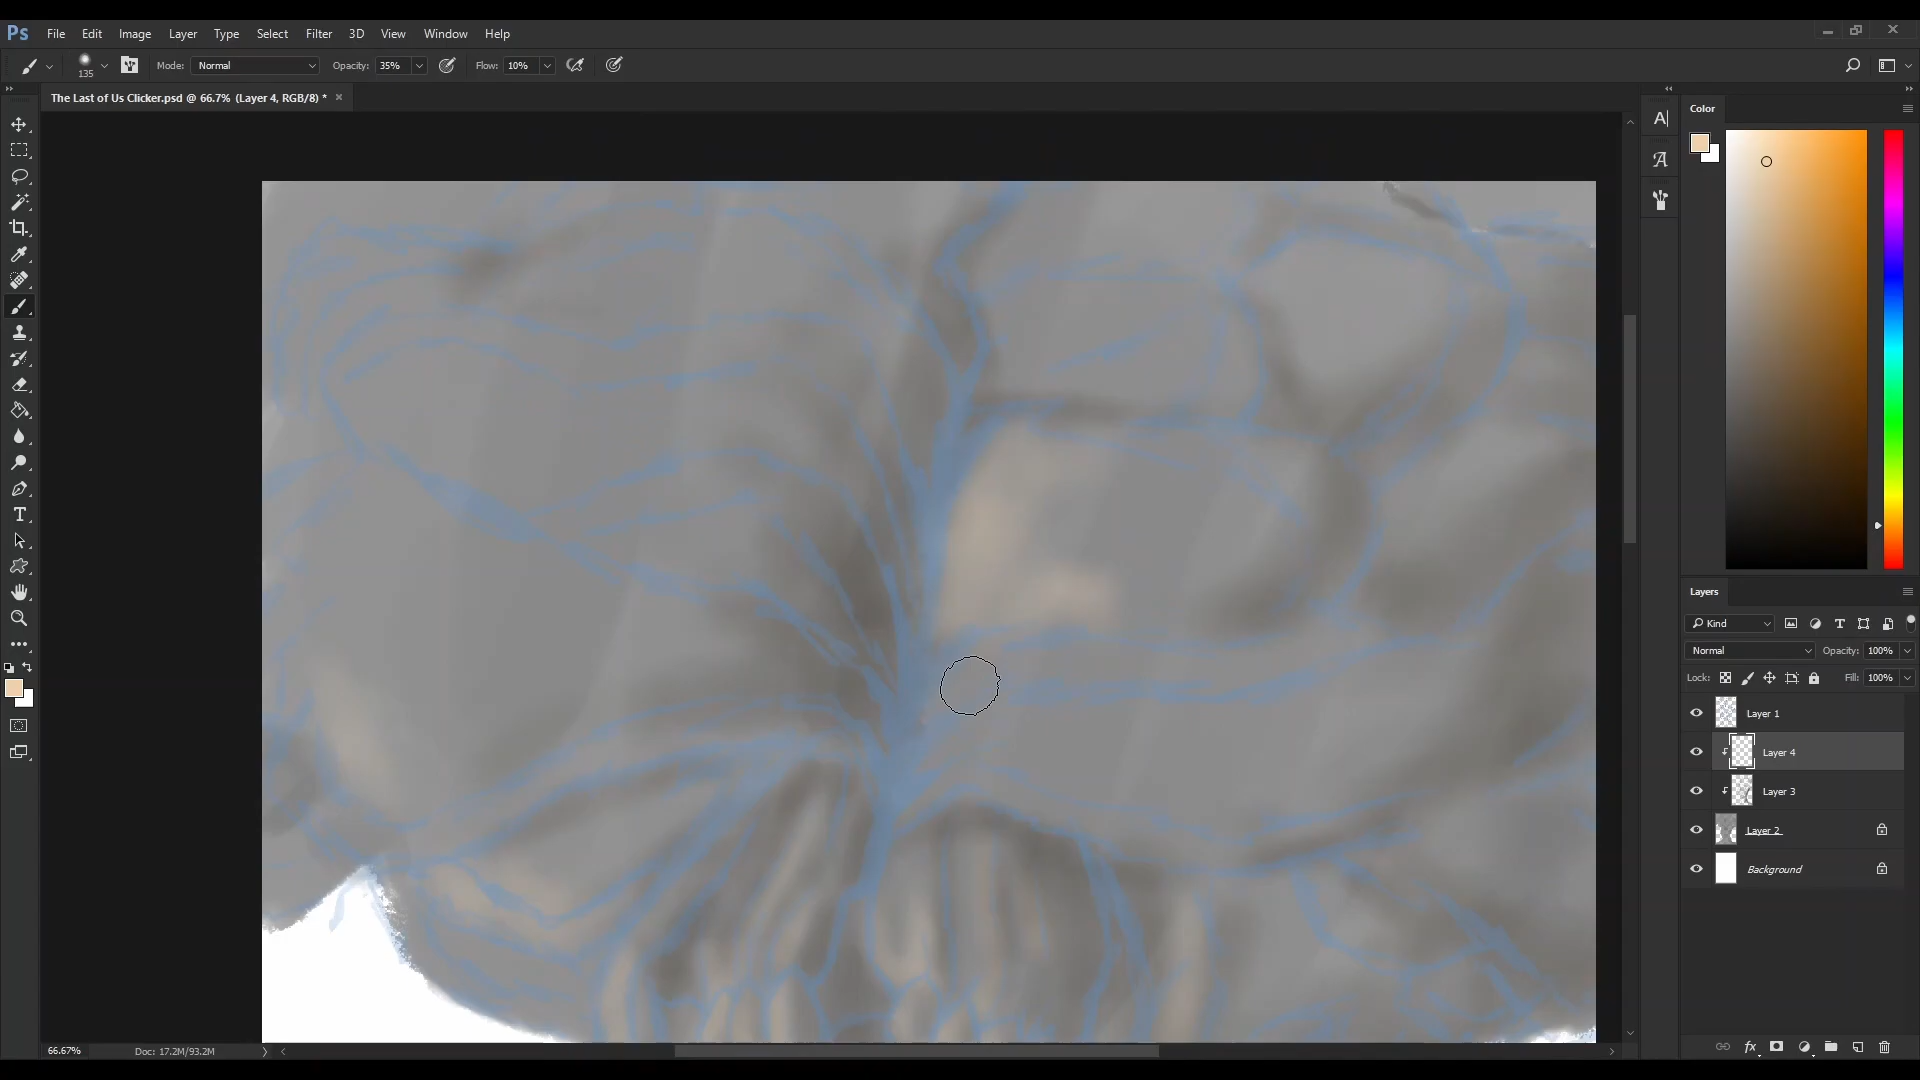 Ps File Edit Image Layer Type Select Filter 3D View Window Help
135 Mode: Normal Opacity: 35% Flow: 10%
The Last of Us Clicker.psd @ 66.7% (Layer 4, RGB/8) * ×
Color
Layers
Kind
Normal Opacity: 100%
Lock: Fill: 100%
Layer 1
Layer 4
Layer 3
Layer 2
Background
66.67% Doc: 17.2M/93.2M